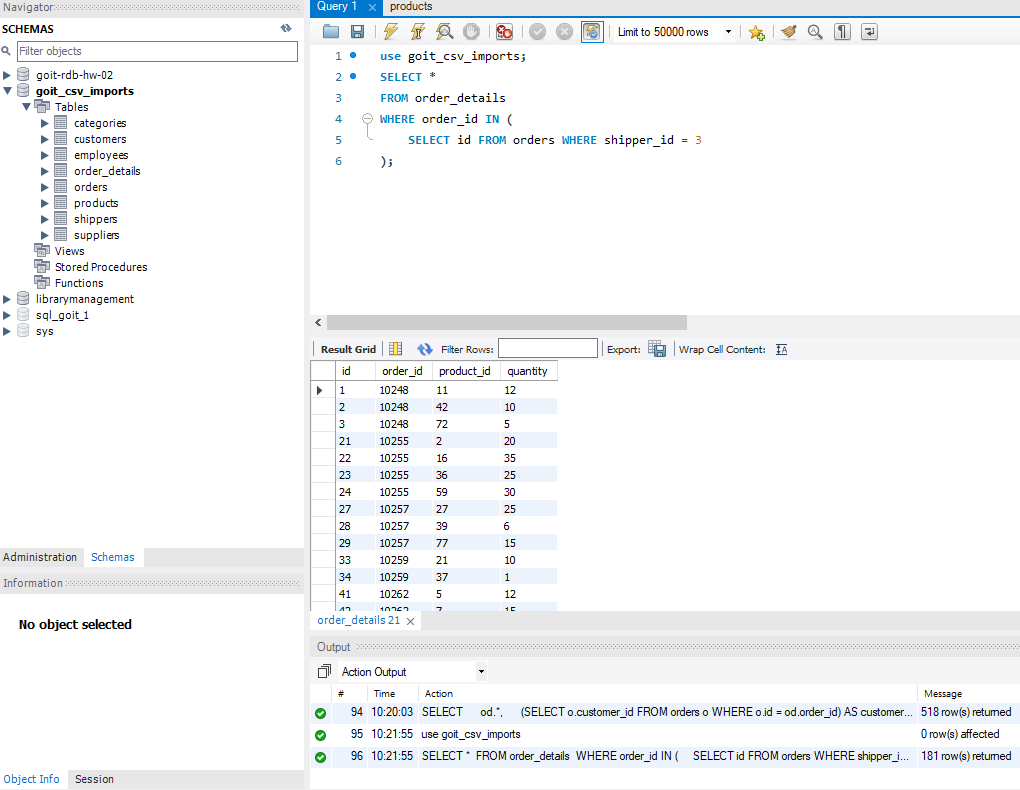 Navigator
SCHEMAS
Filter objects
goit-rdb-hw-02
goit_csv_imports
Tables
categories
customers
employees
order_details
orders
products
shippers
suppliers
Views
Stored Procedures
Functions
librarymanagement
sql_goit_1
sys
Administration Schemas
Information
No object selected
Object Info Session
Query 1 products
Limit to 50000 rows
1 use goit_csv_imports;
2 SELECT *
3 FROM order_details
4 WHERE order_id IN (
5 SELECT id FROM orders WHERE shipper_id = 3
6 );
Result Grid Filter Rows: Export: Wrap Cell Content: IA
id order_id product_id quantity
1 10248 11 12
2 10248 42 10
3 10248 72 5
21 10255 2 20
22 10255 16 35
23 10255 36 25
24 10255 59 30
27 10257 27 25
28 10257 39 6
29 10257 77 15
33 10259 21 10
34 10259 37 1
41 10262 5 12
42 10262 7 15
order_details 21
Output
Action Output
# Time Action Message
94 10:20:03 SELECT od.*, (SELECT o.customer_id FROM orders o WHERE o.id = od.order_id) AS customer... 518 row(s) returned
95 10:21:55 use goit_csv_imports 0 row(s) affected
96 10:21:55 SELECT * FROM order_details WHERE order_id IN ( SELECT id FROM orders WHERE shipper_i... 181 row(s) returned